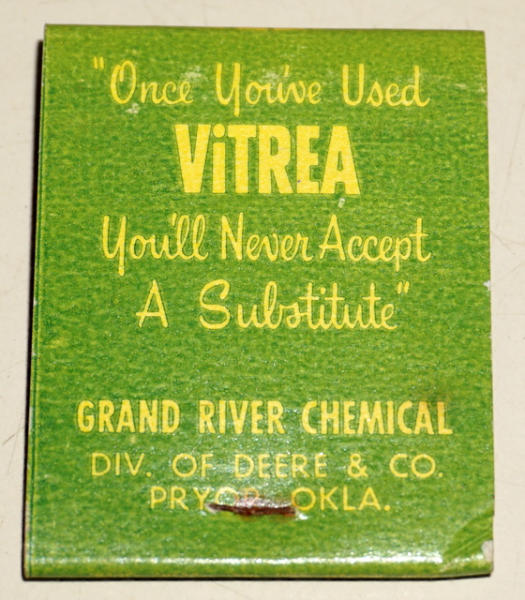 "Once You've Used
ViTREA
You'll Never Accept
A Substitute"
GRAND RIVER CHEMICAL
DIV. OF DEERE & CO.
PRYOR, OKLA.